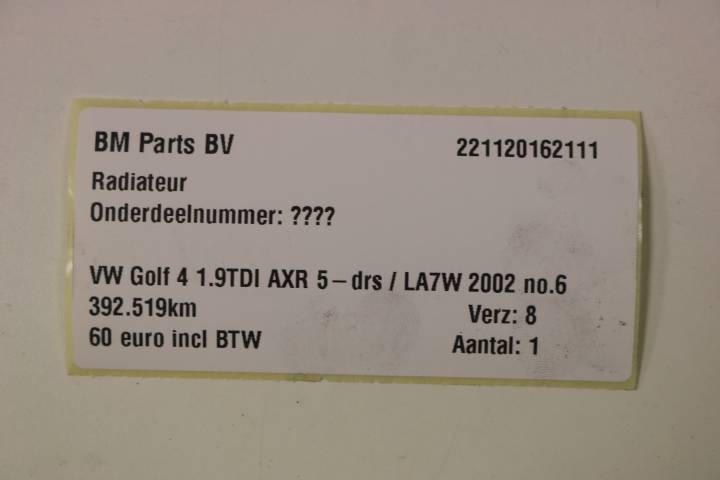 BM Parts BV 221120162111
Radiateur
Onderdeelnummer: ????
VW Golf 4 1.9TDI AXR 5-drs / LA7W 2002 no.6
392.519km Verz: 8
60 euro incl BTW Aantal: 1